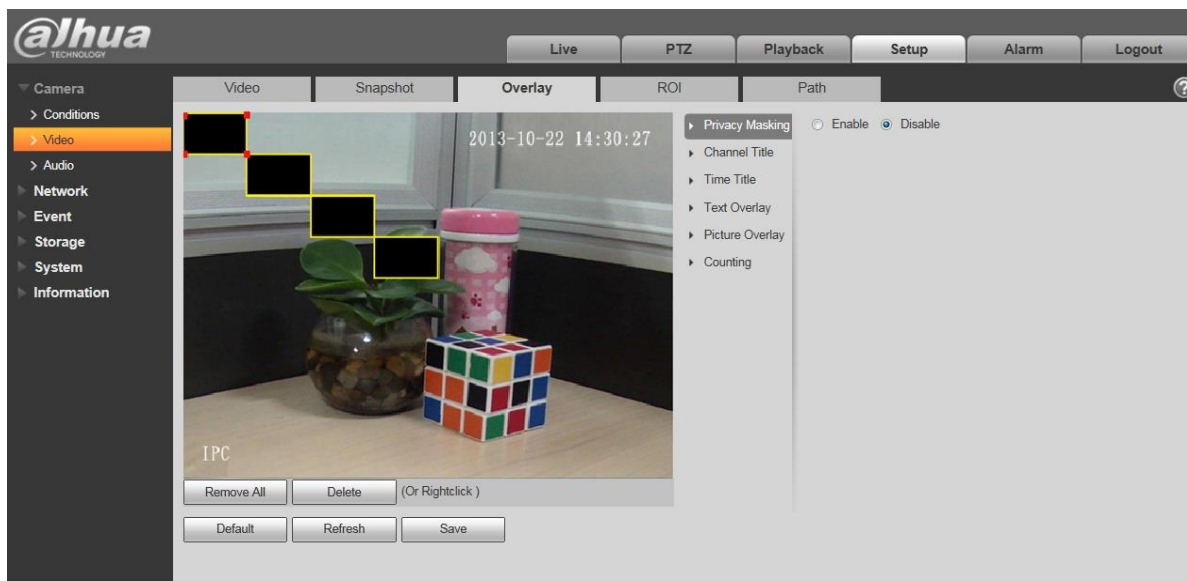 alhua
TECHNOLOGY
Live PTZ Playback Setup Alarm Logout
Camera
Conditions
Video
Audio
Network
Event
Storage
System
Information
Video Snapshot Overlay ROI Path
2013-10-22 14:30:27
IPC
Privacy Masking Enable Disable
Channel Title
Time Title
Text Overlay
Picture Overlay
Counting
Remove All Delete (Or Rightclick )
Default Refresh Save
?